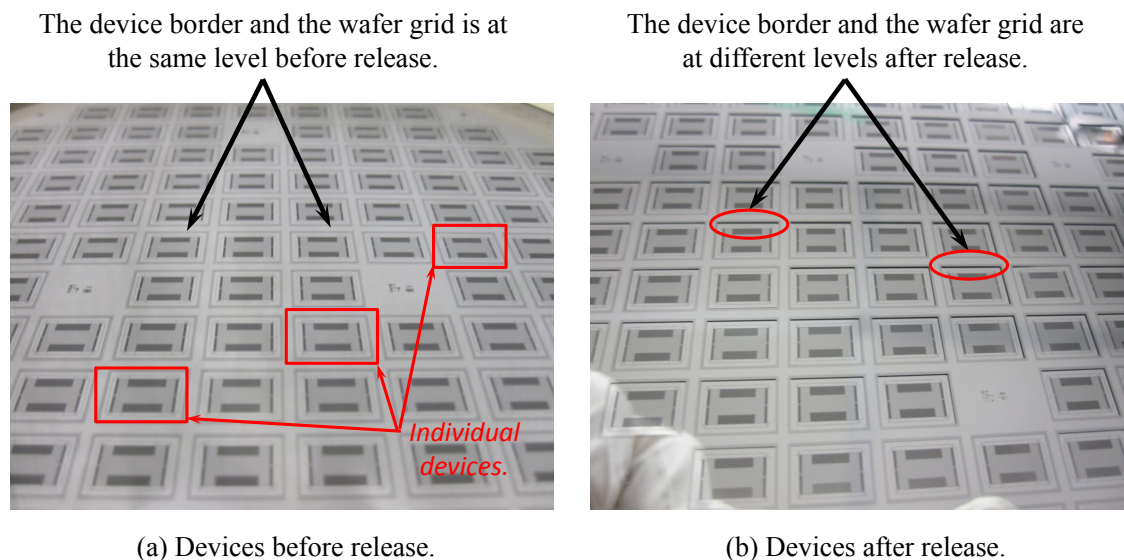 The device border and the wafer grid is at
the same level before release.
The device border and the wafer grid are
at different levels after release.
Individual
devices.
(a) Devices before release.
(b) Devices after release.